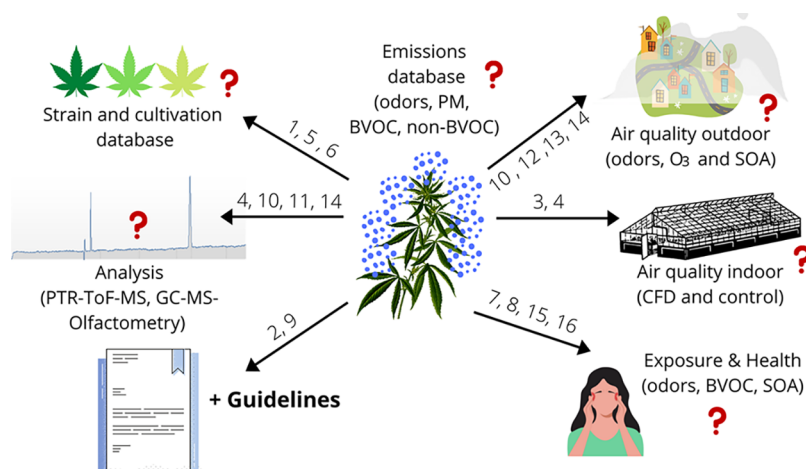 Emissions
database
(odors, PM,
BVOC, non-BVOC)
?
?
Strain and cultivation
database
1, 5, 6
10, 12, 13, 14
?
Air quality outdoor
(odors, O₃ and SOA)
4, 10, 11, 14
?
Analysis
(PTR-ToF-MS, GC-MS-
Olfactometry)
3, 4
?
Air quality indoor
(CFD and control)
2, 9
+ Guidelines
7, 8, 15, 16
Exposure & Health
(odors, BVOC, SOA)
?